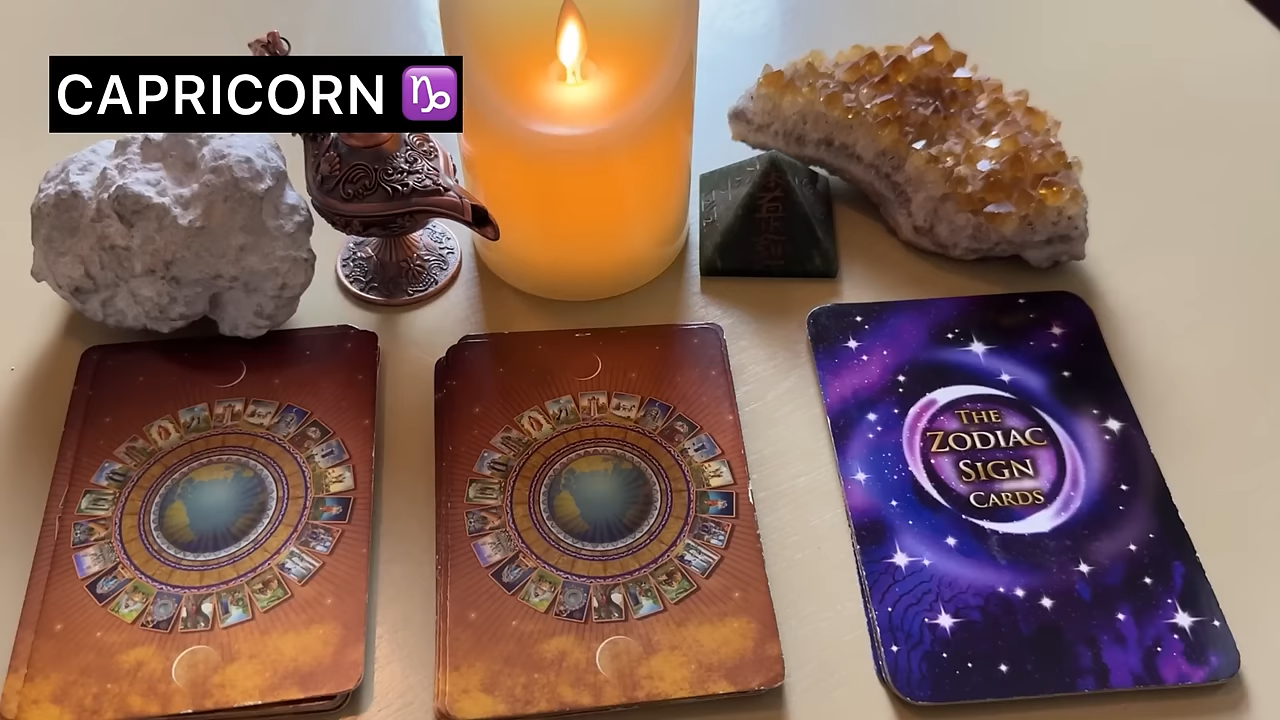 CAPRICORN ♑
THE
ZODIAC
SIGN
CARDS